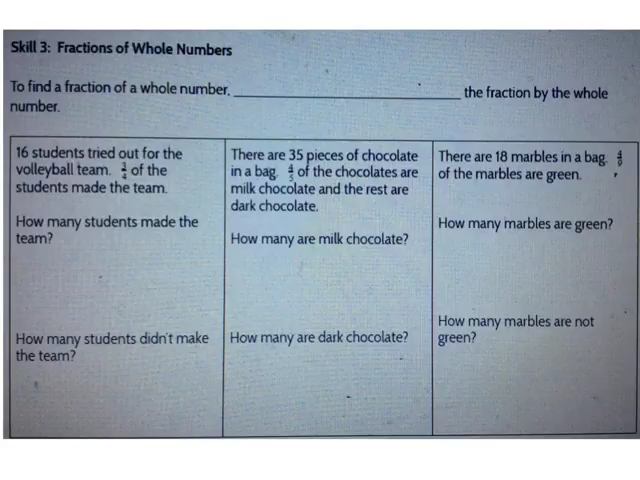 Skill 3: Fractions of Whole Numbers
To find a fraction of a whole number, ______________________________ the fraction by the whole
number.
16 students tried out for the
volleyball team. 3/4 of the
students made the team.
How many students made the
team?
How many students didn't make
the team?
There are 35 pieces of chocolate
in a bag. 4/5 of the chocolates are
milk chocolate and the rest are
dark chocolate.
How many are milk chocolate?
How many are dark chocolate?
There are 18 marbles in a bag. 4/9
of the marbles are green.
How many marbles are green?
How many marbles are not
green?